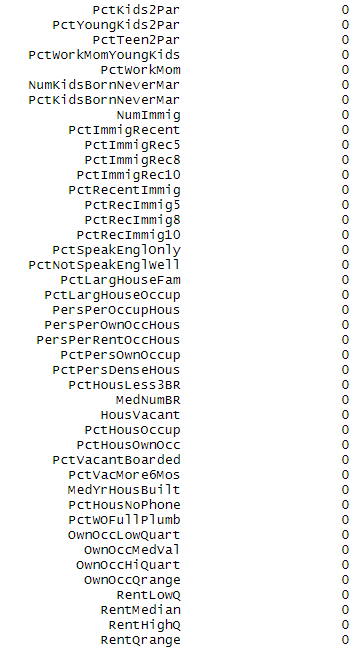 PctKids2Par 0
PctYoungKids2Par 0
PctTeen2Par 0
PctWorkMomYoungKids 0
PctWorkMom 0
NumKidsBornNeverMar 0
PctKidsBornNeverMar 0
NumImmig 0
PctImmigRecent 0
PctImmigRec5 0
PctImmigRec8 0
PctImmigRec10 0
PctRecentImmig 0
PctRecImmig5 0
PctRecImmig8 0
PctRecImmig10 0
PctSpeakEnglOnly 0
PctNotSpeakEnglWell 0
PctLargHouseFam 0
PctLargHouseOccup 0
PersPerOccupHous 0
PersPerOwnOccHous 0
PersPerRentOccHous 0
PctPersOwnOccup 0
PctPersDenseHous 0
PctHousLess3BR 0
MedNumBR 0
HousVacant 0
PctHousOccup 0
PctHousOwnOcc 0
PctVacantBoarded 0
PctVacMore6Mos 0
MedYrHousBuilt 0
PctHousNoPhone 0
PctWOFullPlumb 0
OwnOccLowQuart 0
OwnOccMedVal 0
OwnOccHiQuart 0
OwnOccQrange 0
RentLowQ 0
RentMedian 0
RentHighQ 0
RentQrange 0